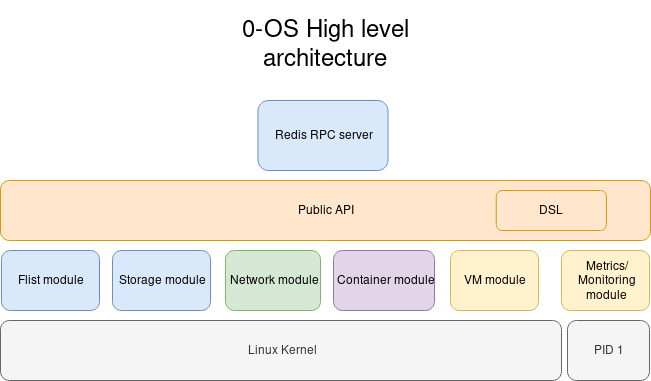 0-OS High level
architecture
Redis RPC server
Public API
DSL
Flist module
Storage module
Network module
Container module
VM module
Metrics/
Monitoring
module
Linux Kernel
PID 1